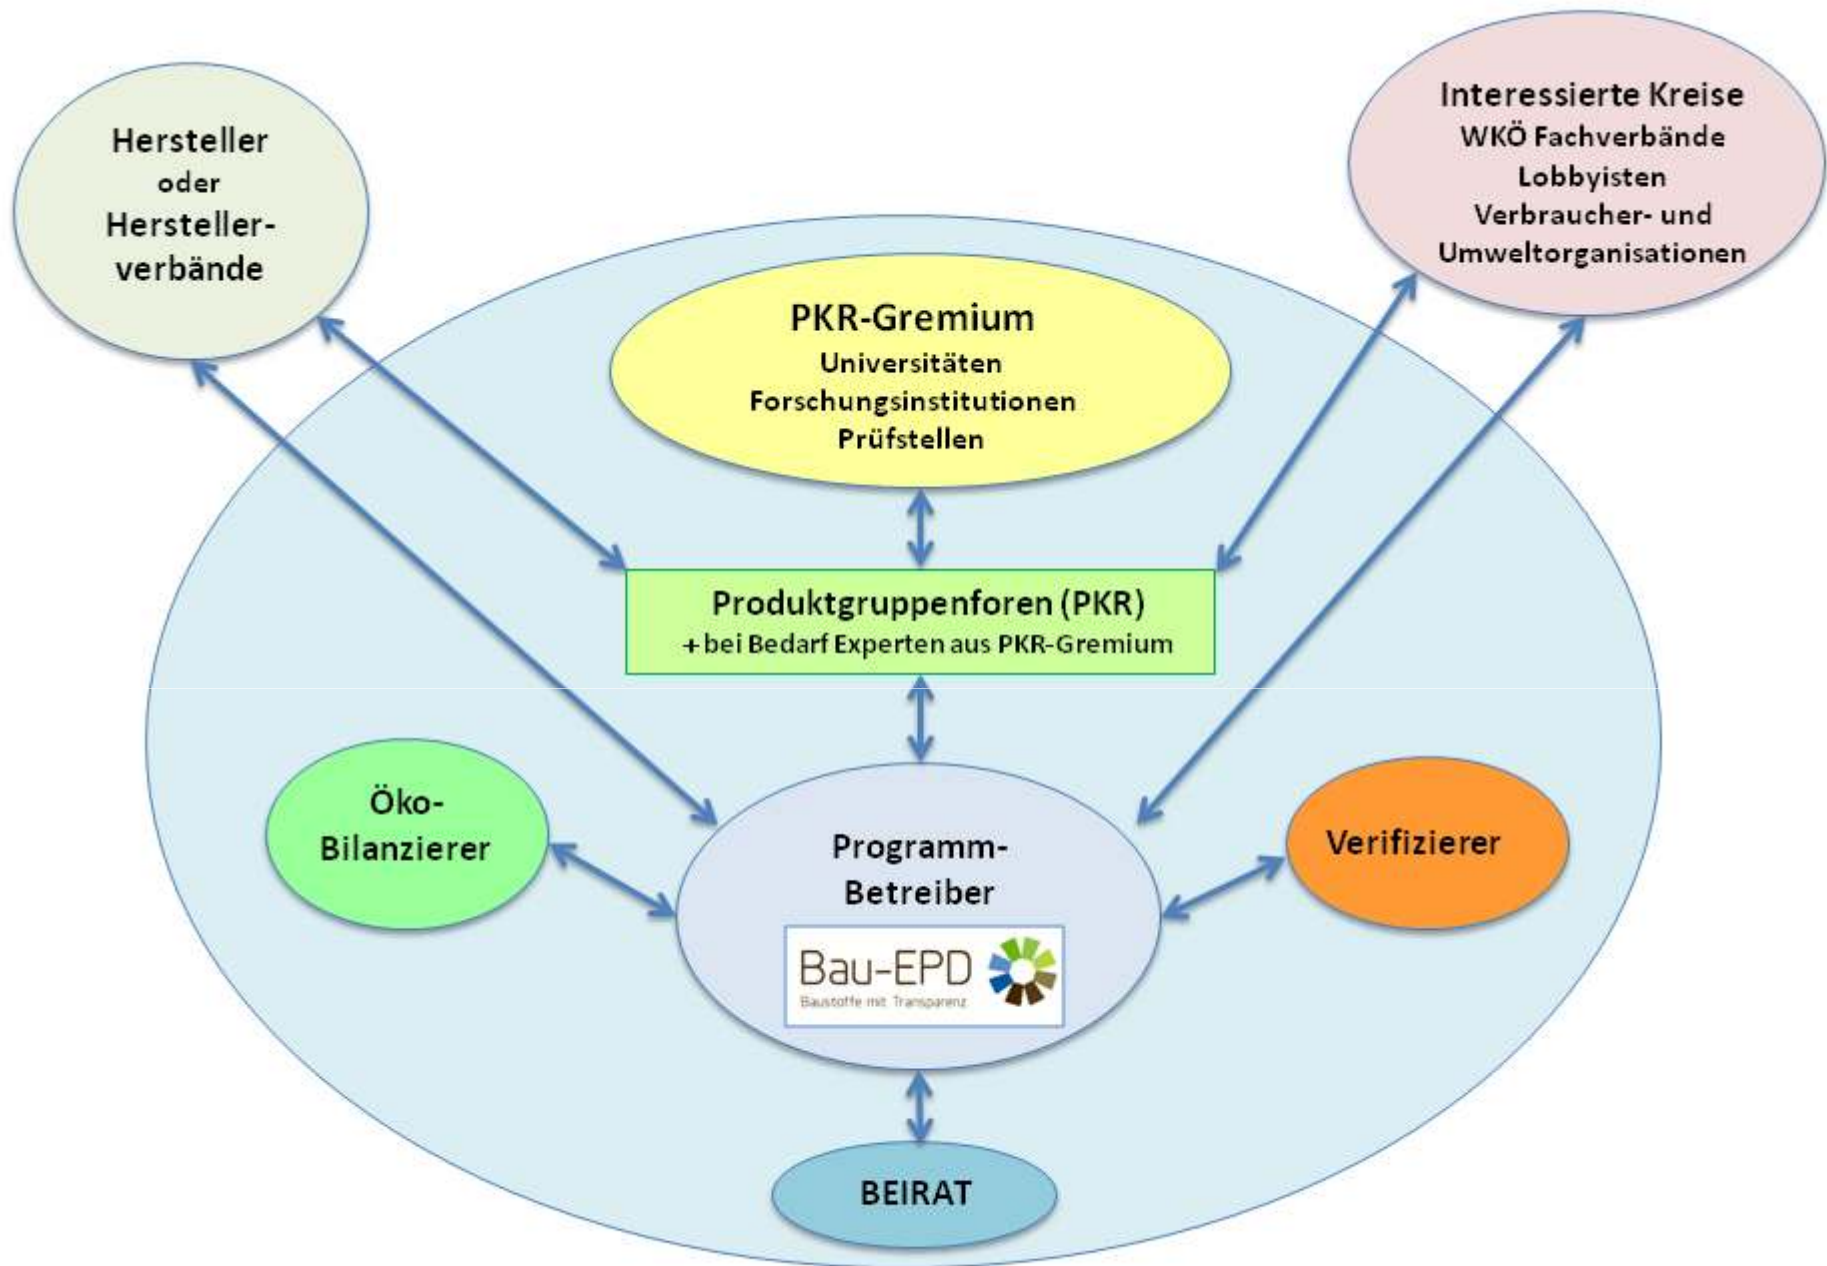 Hersteller
oder
Hersteller-
verbände
Interessierte Kreise
WKÖ Fachverbände
Lobbyisten
Verbraucher- und
Umweltorganisationen
PKR-Gremium
Universitäten
Forschungsinstitutionen
Prüfstellen
Produktgruppenforen (PKR)
+ bei Bedarf Experten aus PKR-Gremium
Öko-
Bilanzierer
Programm-
Betreiber
Bau-EPD
Baustoffe mit Transparenz
Verifizierer
BEIRAT